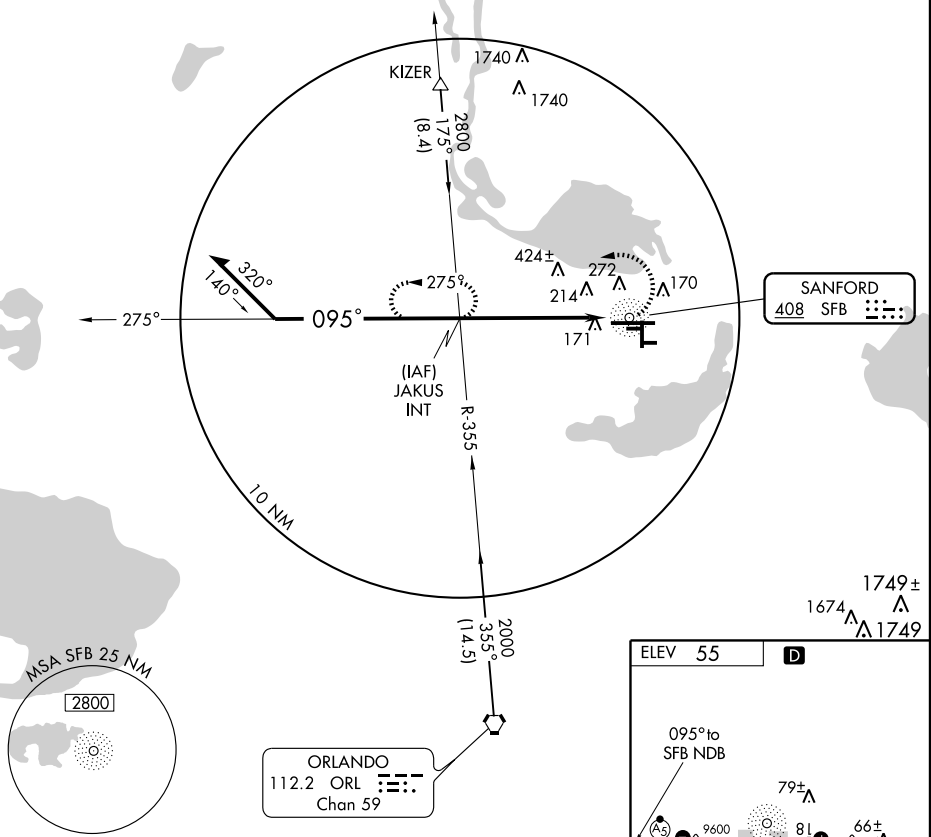 1740
KIZER
1740
2800
175°
(8.4)
424±
272
170
214
171
320°
140°
275°
275°
095°
SANFORD
408 SFB
(IAF)
JAKUS
INT
R-355
10 NM
2000
355°
(14.5)
1749±
1674
1749
MSA SFB 25 NM
2800
ORLANDO
112.2 ORL
Chan 59
ELEV 55
D
095° to
SFB NDB
79±
A5
9600
81
66±